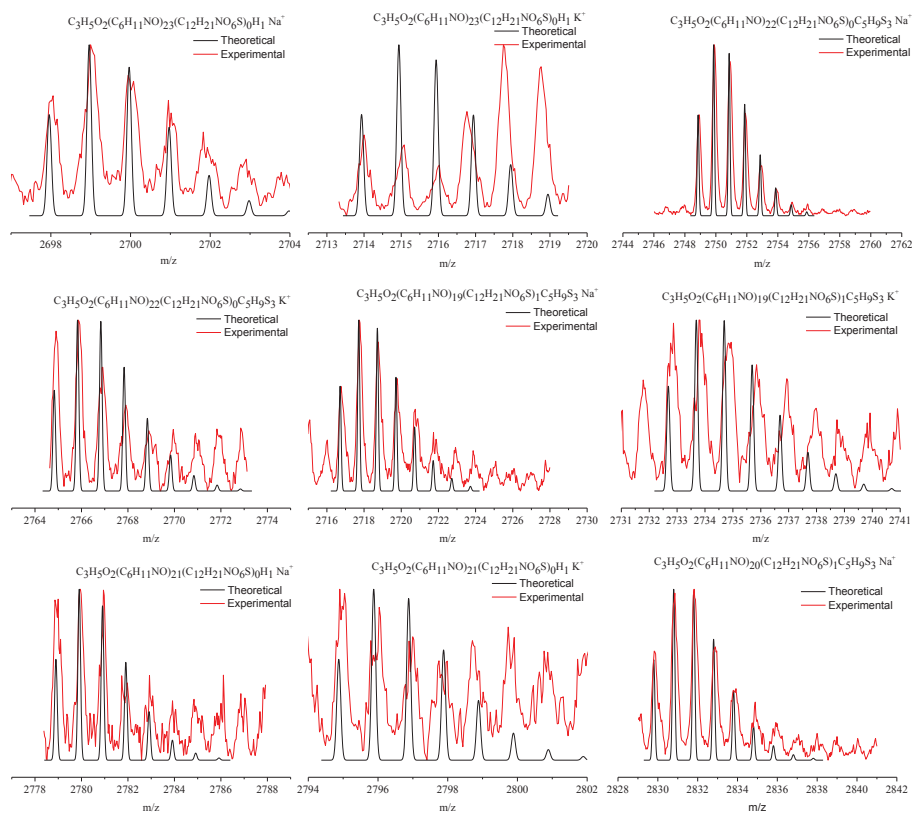 C₃H₅O₂(C₆H₁₁NO)₂₃(C₁₂H₂₁NO₆S)₀H₁ Na⁺
Theoretical
Experimental
2698 2700 2702 2704
m/z
C₃H₅O₂(C₆H₁₁NO)₂₃(C₁₂H₂₁NO₆S)₀H₁ K⁺
Theoretical
Experimental
2713 2714 2715 2716 2717 2718 2719 2720
m/z
C₃H₅O₂(C₆H₁₁NO)₂₂(C₁₂H₂₁NO₆S)₀C₅H₉S₃ Na⁺
Theoretical
Experimental
2744 2746 2748 2750 2752 2754 2756 2758 2760 2762
m/z
C₃H₅O₂(C₆H₁₁NO)₂₂(C₁₂H₂₁NO₆S)₀C₅H₉S₃ K⁺
Theoretical
Experimental
2764 2766 2768 2770 2772 2774
m/z
C₃H₅O₂(C₆H₁₁NO)₁₉(C₁₂H₂₁NO₆S)₁C₅H₉S₃ Na⁺
Theoretical
Experimental
2716 2718 2720 2722 2724 2726 2728 2730
m/z
C₃H₅O₂(C₆H₁₁NO)₁₉(C₁₂H₂₁NO₆S)₁C₅H₉S₃ K⁺
Theoretical
Experimental
2731 2732 2733 2734 2735 2736 2737 2738 2739 2740 2741
m/z
C₃H₅O₂(C₆H₁₁NO)₂₁(C₁₂H₂₁NO₆S)₀H₁ Na⁺
Theoretical
Experimental
2778 2780 2782 2784 2786 2788
m/z
C₃H₅O₂(C₆H₁₁NO)₂₁(C₁₂H₂₁NO₆S)₀H₁ K⁺
Theoretical
Experimental
2794 2796 2798 2800 2802
m/z
C₃H₅O₂(C₆H₁₁NO)₂₀(C₁₂H₂₁NO₆S)₁C₅H₉S₃ Na⁺
Theoretical
Experimental
2828 2830 2832 2834 2836 2838 2840 2842
m/z